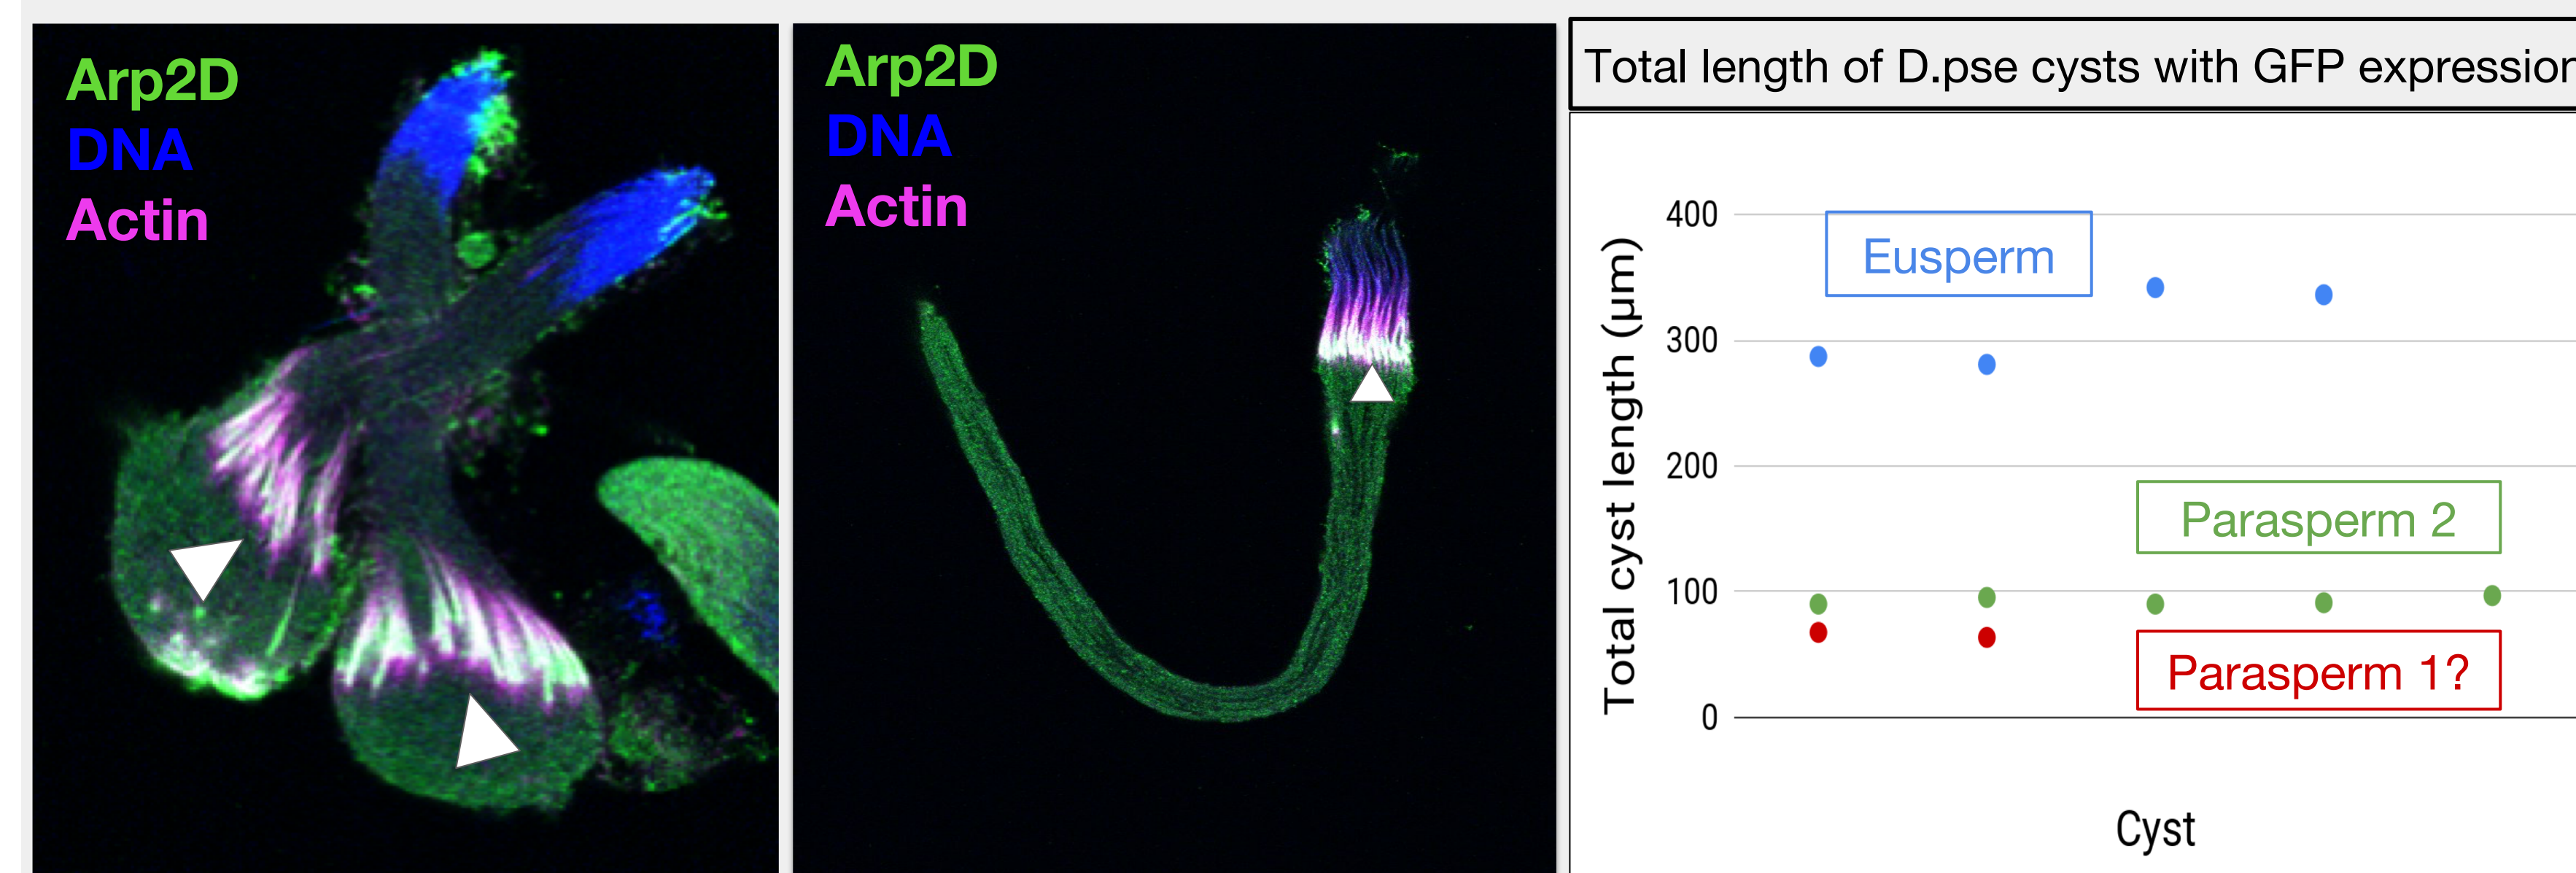 Arp2D
DNA
Actin
Arp2D
DNA
Actin
Total length of D.pse cysts with GFP expression
Total cyst length (µm)
400
300
200
100
0
Eusperm
Parasperm 2
Parasperm 1?
Cyst